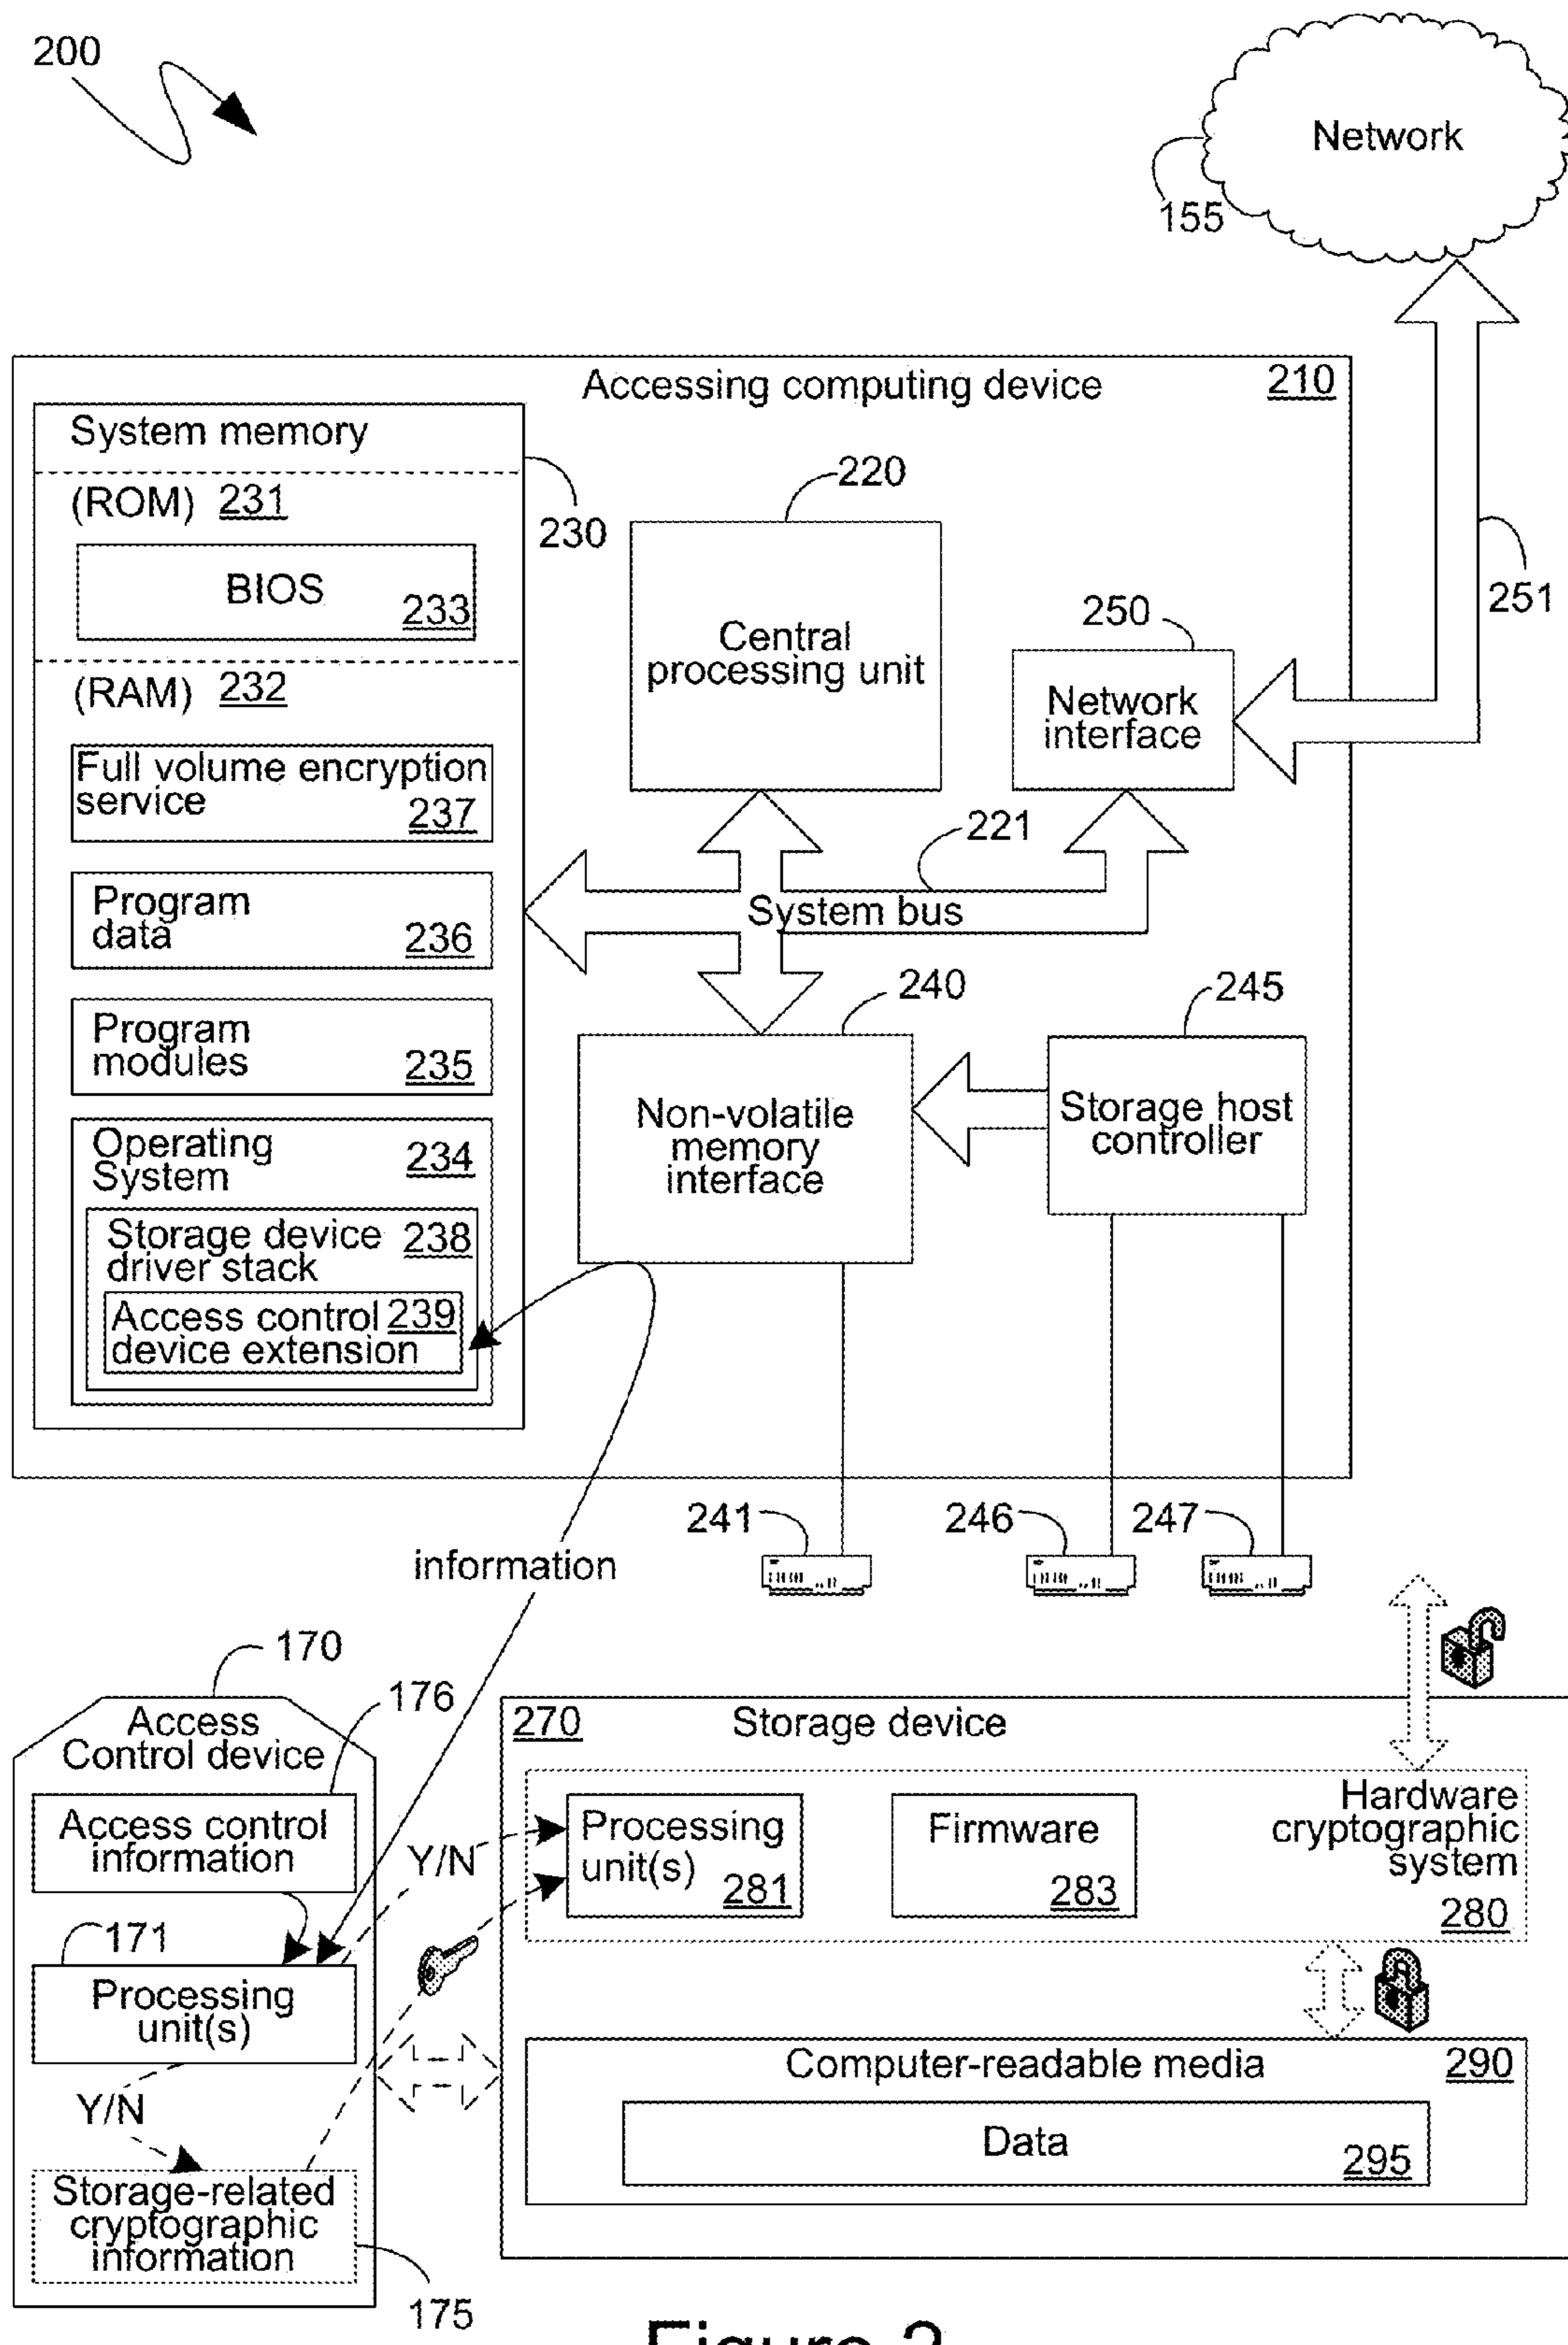 200
Network
155
Accessing computing device
210
System memory
(ROM) 231
230
BIOS
233
220
Central
processing unit
251
250
Network
interface
(RAM) 232
Full volume encryption
service
237
221
System bus
Program
data
236
240
245
Program
modules
235
Non-volatile
memory
interface
Storage host
controller
Operating
System
234
Storage device
driver stack
238
Access control
device extension
239
241
246
247
information
170
176
Access
Control device
Access control
information
Y/N
171
Processing
unit(s)
Y/N
Storage-related
cryptographic
information
175
270
Storage device
Processing
unit(s)
281
Firmware
283
Hardware
cryptographic
system
280
Computer-readable media
290
Data
295